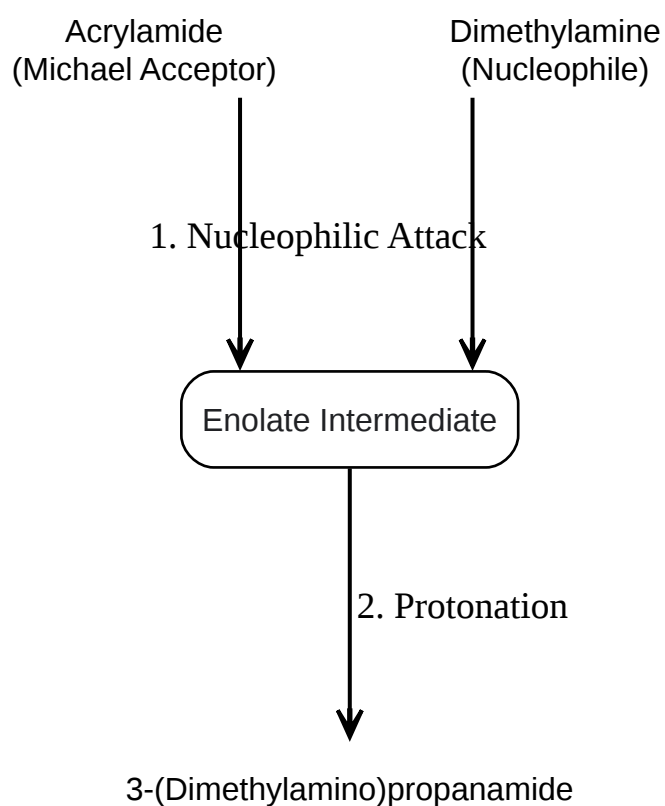 Acrylamide
(Michael Acceptor)
Dimethylamine
(Nucleophile)
1. Nucleophilic Attack
Enolate Intermediate
2. Protonation
3-(Dimethylamino)propanamide